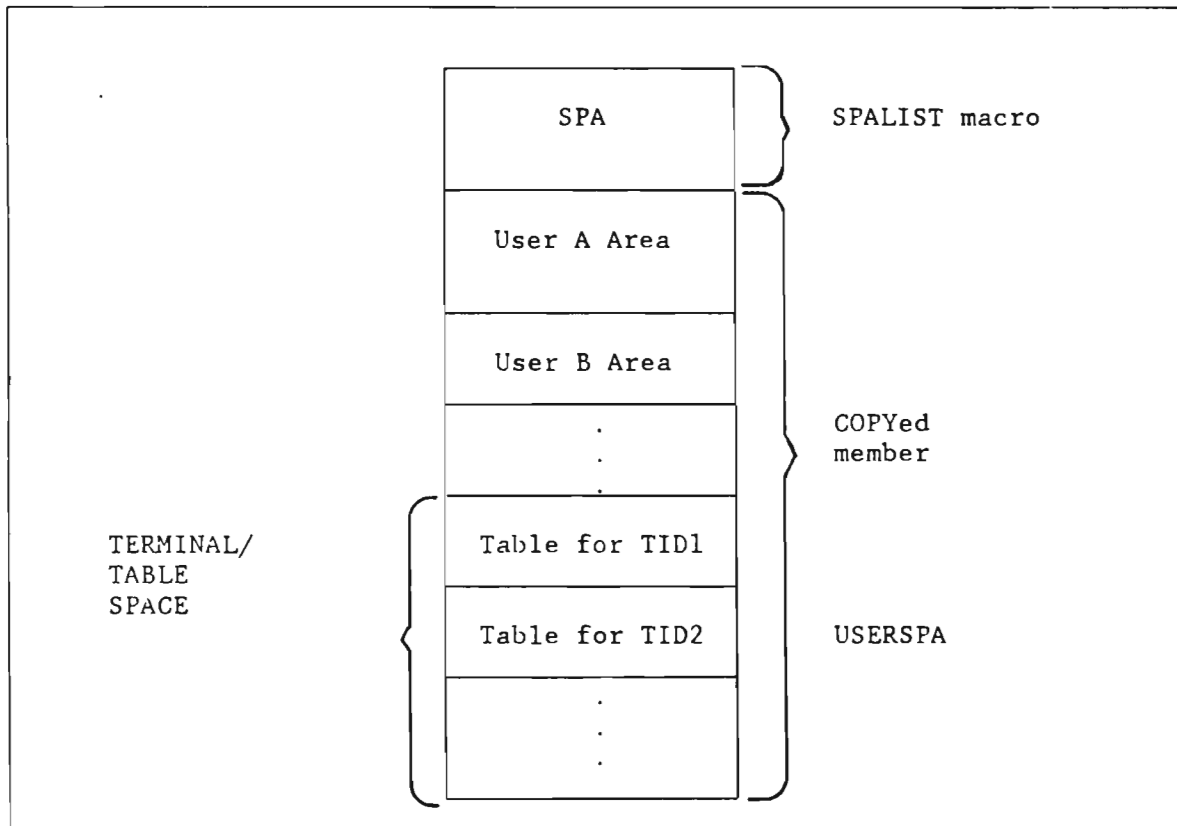 SPA
SPALIST macro
User A Area
User B Area
.
.
.
COPYed
member
TERMINAL/
TABLE
SPACE
Table for TID1
Table for TID2
USERSPA
.
.
.